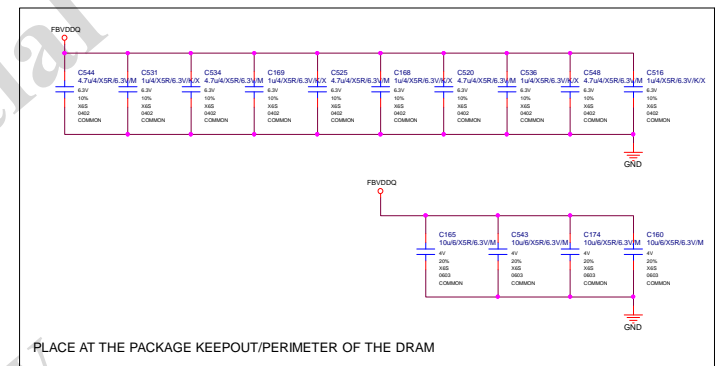 FBVDDQ
C544
4.7u/4/X5R/6.3V/M
6.3V
10%
X6S
0402
COMMON
C531
1u/4/X5R/6.3V/K/X
6.3V
10%
X6S
0402
COMMON
C534
4.7u/4/X5R/6.3V/M
6.3V
10%
X6S
0402
COMMON
C169
1u/4/X5R/6.3V/K/X
6.3V
10%
X6S
0402
COMMON
C525
4.7u/4/X5R/6.3V/M
6.3V
10%
X6S
0402
COMMON
C168
1u/4/X5R/6.3V/K/X
6.3V
10%
X6S
0402
COMMON
C520
4.7u/4/X5R/6.3V/M
6.3V
10%
X6S
0402
COMMON
C536
1u/4/X5R/6.3V/K/X
6.3V
10%
X6S
0402
COMMON
C548
4.7u/4/X5R/6.3V/M
6.3V
10%
X6S
0402
COMMON
C516
1u/4/X5R/6.3V/K/X
6.3V
10%
X6S
0402
COMMON
GND
FBVDDQ
C165
10u/6/X5R/6.3V/M
4V
20%
X6S
0603
COMMON
C543
10u/6/X5R/6.3V/M
4V
20%
X6S
0603
COMMON
C174
10u/6/X5R/6.3V/M
4V
20%
X6S
0603
COMMON
C160
10u/6/X5R/6.3V/M
4V
20%
X6S
0603
COMMON
GND
PLACE AT THE PACKAGE KEEPOUT/PERIMETER OF THE DRAM